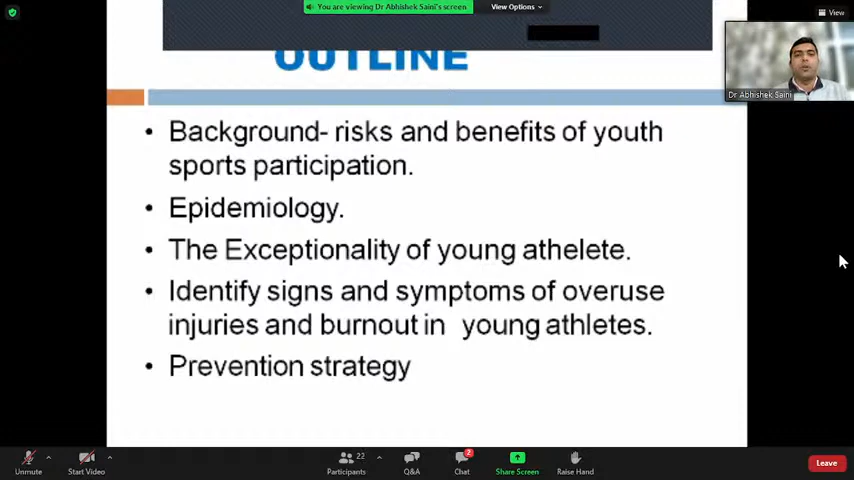 You are viewing Dr Abhishek Saini's screen
View Options
View
OUTLINE
Dr Abhishek Saini
• Background- risks and benefits of youth
sports participation.
• Epidemiology.
• The Exceptionality of young athelete.
• Identify signs and symptoms of overuse
injuries and burnout in young athletes.
• Prevention strategy
Unmute
Start Video
22
Participants
Q&A
2
Chat
Share Screen
Raise Hand
Leave